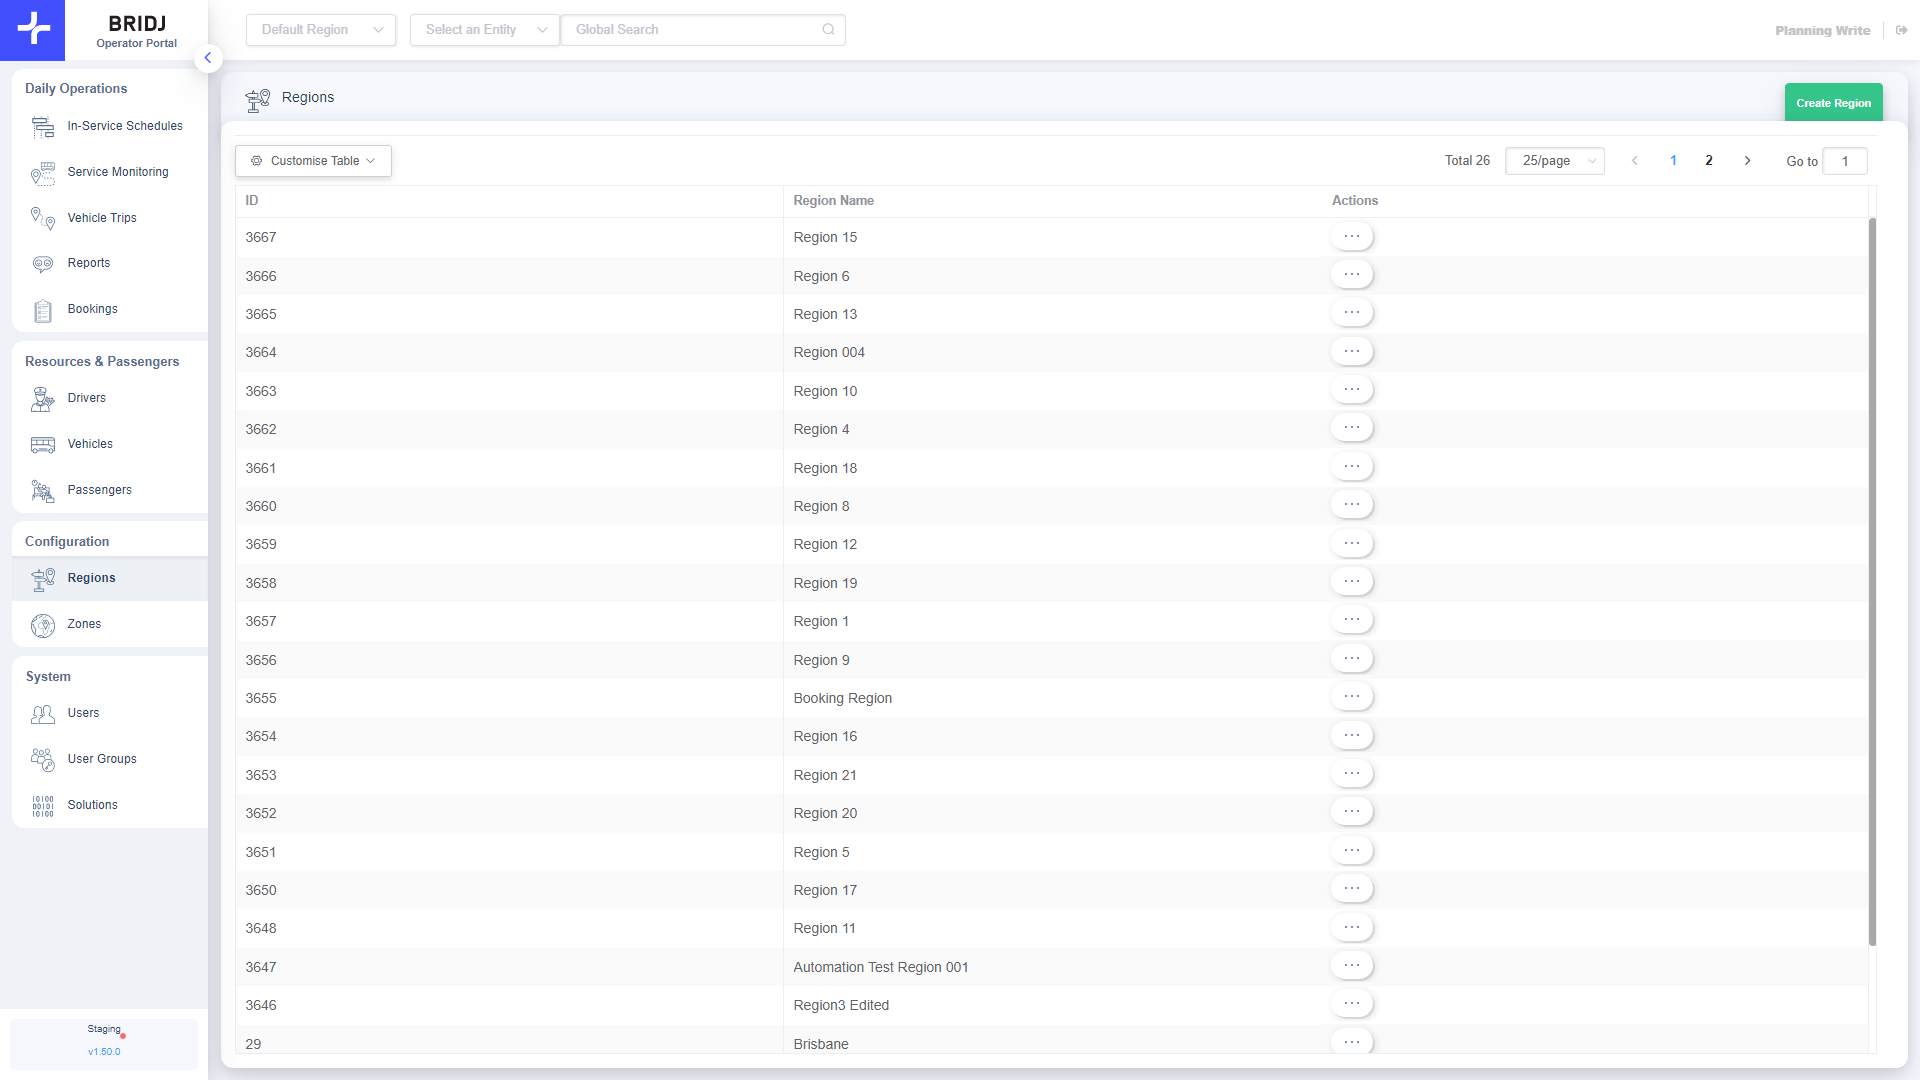 BRIDJ
Operator Portal
Default Region
Select an Entity
Global Search
Planning Write
Daily Operations
In-Service Schedules
Service Monitoring
Vehicle Trips
Reports
Bookings
Resources & Passengers
Drivers
Vehicles
Passengers
Configuration
Regions
Zones
System
Users
User Groups
Solutions
Staging
v1.50.0
Regions
Create Region
Customise Table
Total 26
25/page
1
2
Go to
1
ID Region Name Actions
3667 Region 15
3666 Region 6
3665 Region 13
3664 Region 004
3663 Region 10
3662 Region 4
3661 Region 18
3660 Region 8
3659 Region 12
3658 Region 19
3657 Region 1
3656 Region 9
3655 Booking Region
3654 Region 16
3653 Region 21
3652 Region 20
3651 Region 5
3650 Region 17
3648 Region 11
3647 Automation Test Region 001
3646 Region3 Edited
29 Brisbane